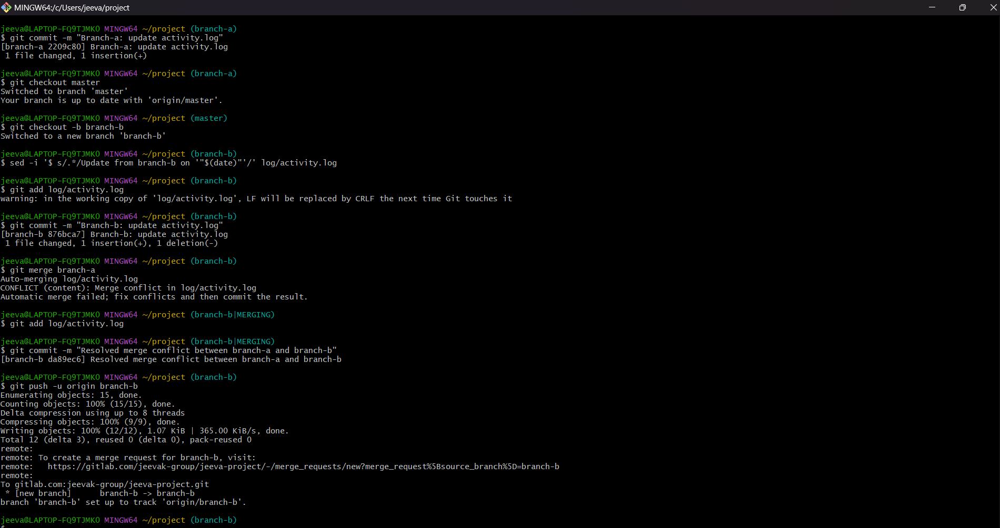 MINGW64:/c/Users/jeeva/project
jeeva@LAPTOP-FQ9TJMKO MINGW64 ~/project (branch-a)
$ git commit -m "Branch-a: update activity.log"
[branch-a 2209c80] Branch-a: update activity.log
 1 file changed, 1 insertion(+)
jeeva@LAPTOP-FQ9TJMKO MINGW64 ~/project (branch-a)
$ git checkout master
Switched to branch 'master'
Your branch is up to date with 'origin/master'.
jeeva@LAPTOP-FQ9TJMKO MINGW64 ~/project (master)
$ git checkout -b branch-b
Switched to a new branch 'branch-b'
jeeva@LAPTOP-FQ9TJMKO MINGW64 ~/project (branch-b)
$ sed -i '$ s/.*/Update from branch-b on '"$(date)"'/' log/activity.log
jeeva@LAPTOP-FQ9TJMKO MINGW64 ~/project (branch-b)
$ git add log/activity.log
warning: in the working copy of 'log/activity.log', LF will be replaced by CRLF the next time Git touches it
jeeva@LAPTOP-FQ9TJMKO MINGW64 ~/project (branch-b)
$ git commit -m "Branch-b: update activity.log"
[branch-b 876bca7] Branch-b: update activity.log
 1 file changed, 1 insertion(+), 1 deletion(-)
jeeva@LAPTOP-FQ9TJMKO MINGW64 ~/project (branch-b)
$ git merge branch-a
Auto-merging log/activity.log
CONFLICT (content): Merge conflict in log/activity.log
Automatic merge failed; fix conflicts and then commit the result.
jeeva@LAPTOP-FQ9TJMKO MINGW64 ~/project (branch-b|MERGING)
$ git add log/activity.log
jeeva@LAPTOP-FQ9TJMKO MINGW64 ~/project (branch-b|MERGING)
$ git commit -m "Resolved merge conflict between branch-a and branch-b"
[branch-b da89ec6] Resolved merge conflict between branch-a and branch-b
jeeva@LAPTOP-FQ9TJMKO MINGW64 ~/project (branch-b)
$ git push -u origin branch-b
Enumerating objects: 15, done.
Counting objects: 100% (15/15), done.
Delta compression using up to 8 threads
Compressing objects: 100% (9/9), done.
Writing objects: 100% (12/12), 1.07 KiB | 365.00 KiB/s, done.
Total 12 (delta 3), reused 0 (delta 0), pack-reused 0
remote:
remote: To create a merge request for branch-b, visit:
remote:   https://gitlab.com/jeevak-group/jeeva-project/-/merge_requests/new?merge_request%5Bsource_branch%5D=branch-b
remote:
To gitlab.com:jeevak-group/jeeva-project.git
 * [new branch]      branch-b -> branch-b
branch 'branch-b' set up to track 'origin/branch-b'.
jeeva@LAPTOP-FQ9TJMKO MINGW64 ~/project (branch-b)
$